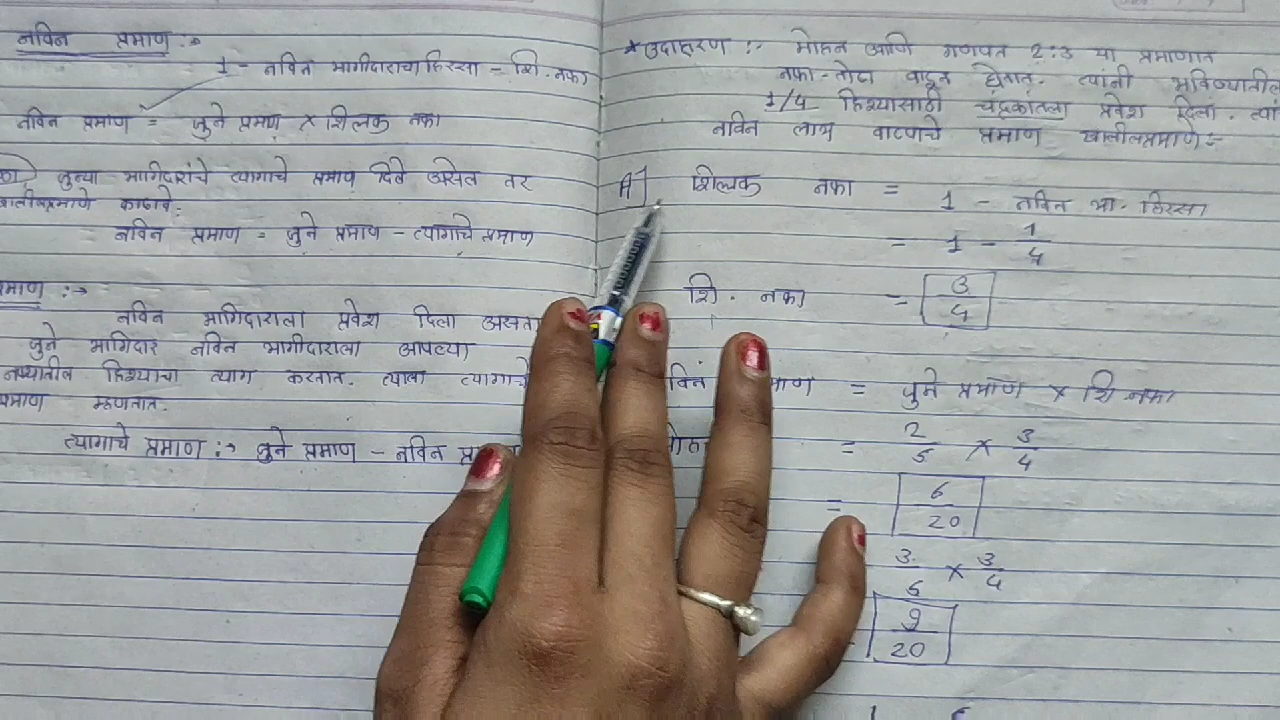 नविन प्रमाण :→
1 - नविन भागीदाराचा हिस्सा = शि. नफा
नविन प्रमाण = जुने प्रमाण × शिल्लक नफा
जुन्या भागिदारांचे त्यागाचे प्रमाण दिले असेल तर
खालीलप्रमाणे काढावे:
नविन प्रमाण = जुने प्रमाण - त्यागाचे प्रमाण
प्रमाण :→
नविन भागिदाराला प्रवेश दिला असता
जुने भागिदार नविन भागीदाराला आपल्या
नफ्यातील हिश्याचा त्याग करतात. त्याला त्यागाचे
प्रमाण म्हणतात.
त्यागाचे प्रमाण :→ जुने प्रमाण - नविन
* उदाहरण :- मोहन आणि गणपत 2:3 या प्रमाणात
नफा-तोटा वाटून घेतात. त्यांनी भविष्यातील
1/4 हिश्यासाठी चंद्रकांतला प्रवेश दिला. त्यां
नविन लाभ वाटपाचे प्रमाण खालीलप्रमाणे:-
A] शिल्लक नफा = 1 - नविन भा. हिस्सा
= 1 - 1/4
शि. नफा = 3/4
= जुने प्रमाण × शि नफा
= 2/5 × 3/4
= 6/20
3/5 × 3/4
9/20